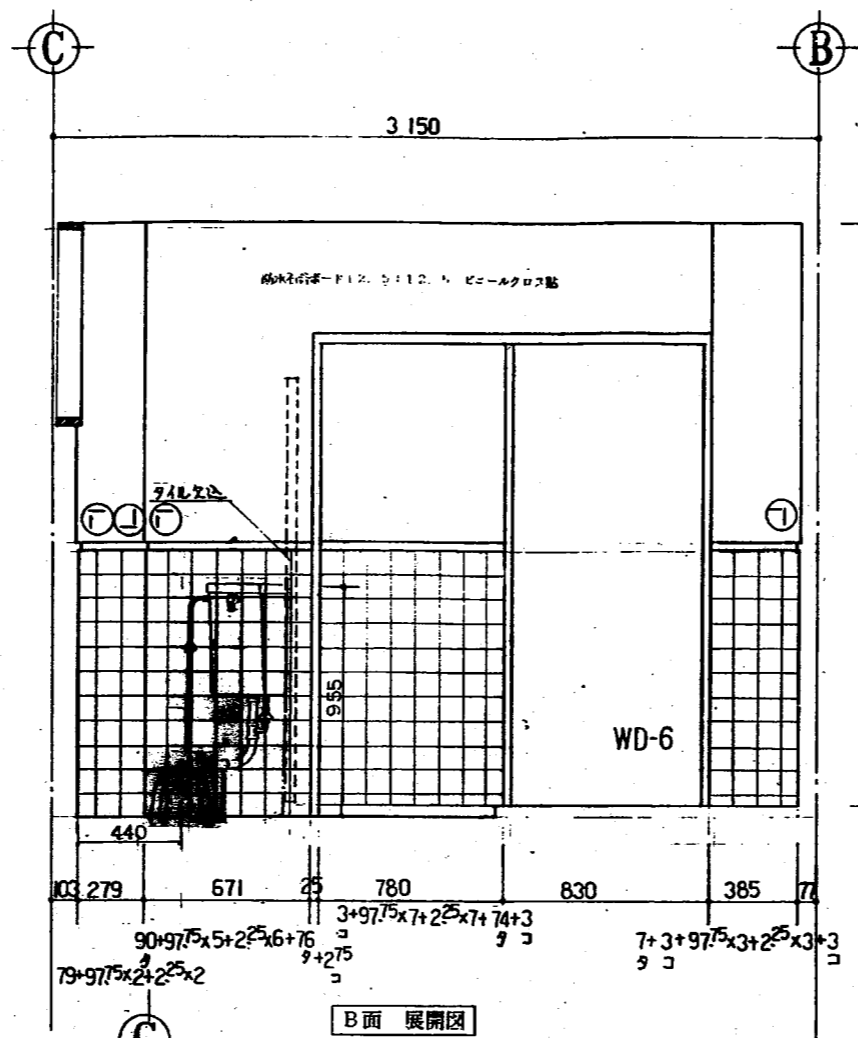 C B
3 150
防水石膏ボード12.5+12.5 ビニールクロス貼
タイル欠込
955
WD-6
440
103 279 671 25 780 830 385 77
3+97.75x7+2.25x7+74+3
コ タ コ
90+97.75x5+2.25x6+76
タ +2.75
コ
7+3+97.75x3+2.25x3+3
タ コ コ
79+97.75x2+2.25x2
C
B面 展開図